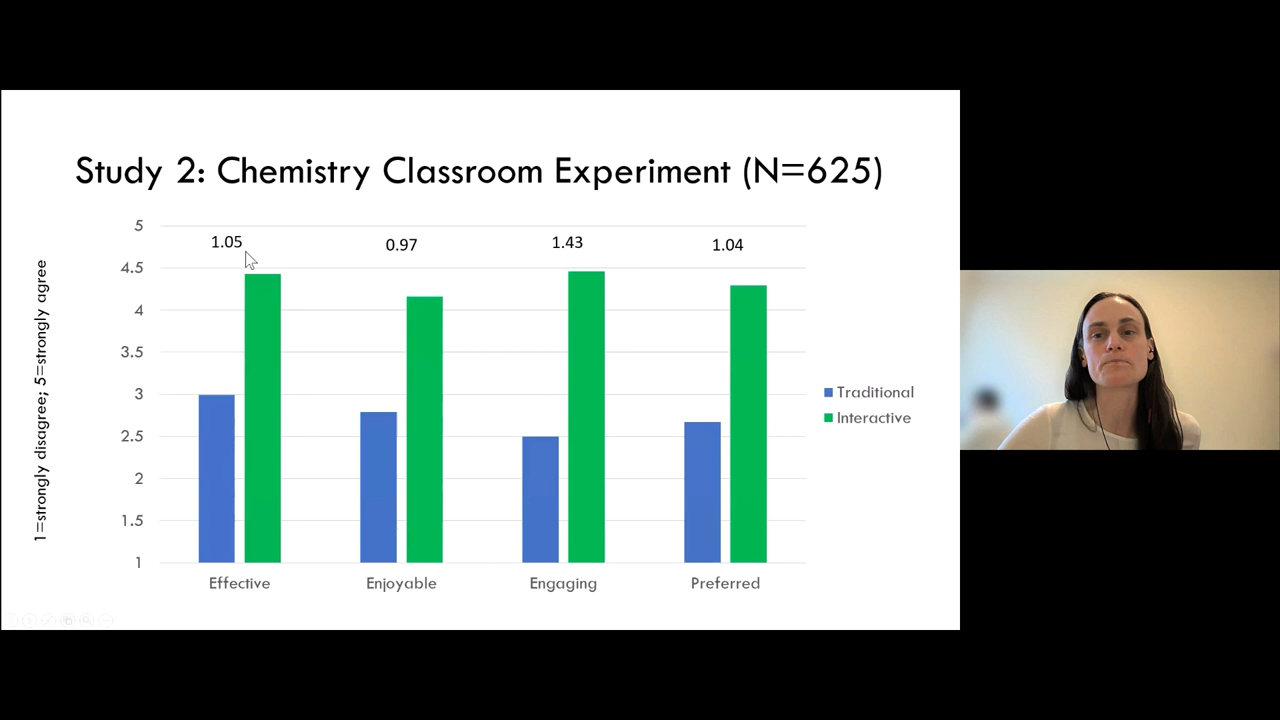 Study 2: Chemistry Classroom Experiment (N=625)
1=strongly disagree; 5=strongly agree
5
4.5
4
3.5
3
2.5
2
1.5
1
1.05
0.97
1.43
1.04
Effective
Enjoyable
Engaging
Preferred
Traditional
Interactive